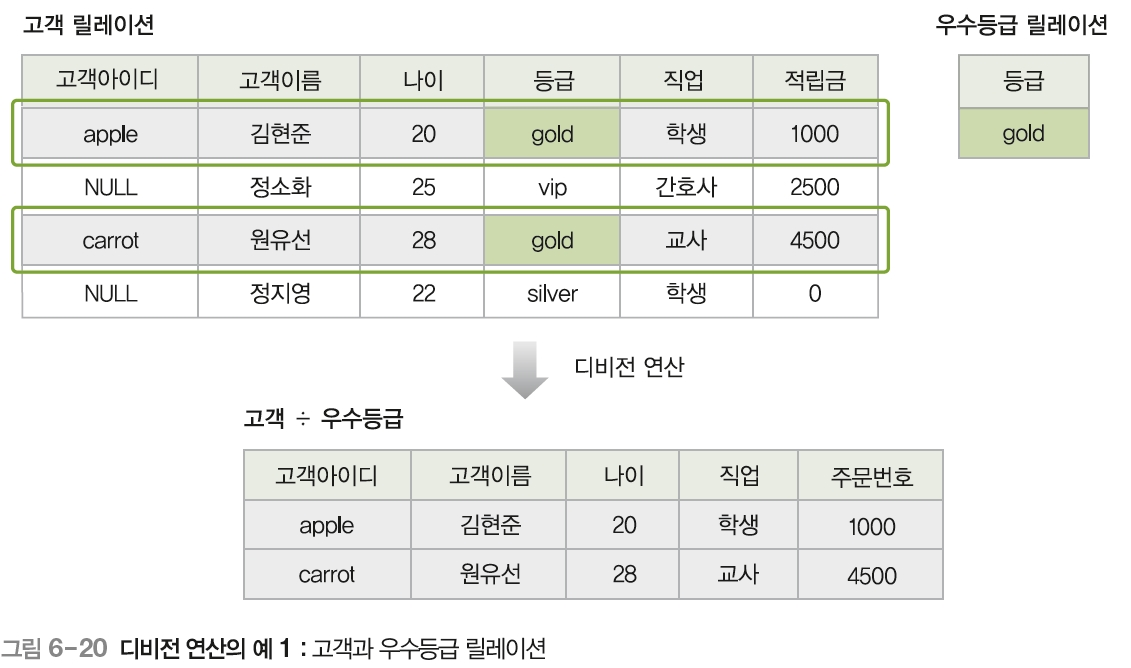 고객 릴레이션 우수등급 릴레이션
고객아이디 고객이름 나이 등급 직업 적립금 등급
apple 김현준 20 gold 학생 1000 gold
NULL 정소화 25 vip 간호사 2500
carrot 원유선 28 gold 교사 4500
NULL 정지영 22 silver 학생 0
디비전 연산
고객 ÷ 우수등급
고객아이디 고객이름 나이 직업 주문번호
apple 김현준 20 학생 1000
carrot 원유선 28 교사 4500
그림 6-20 디비전 연산의 예 1 : 고객과 우수등급 릴레이션